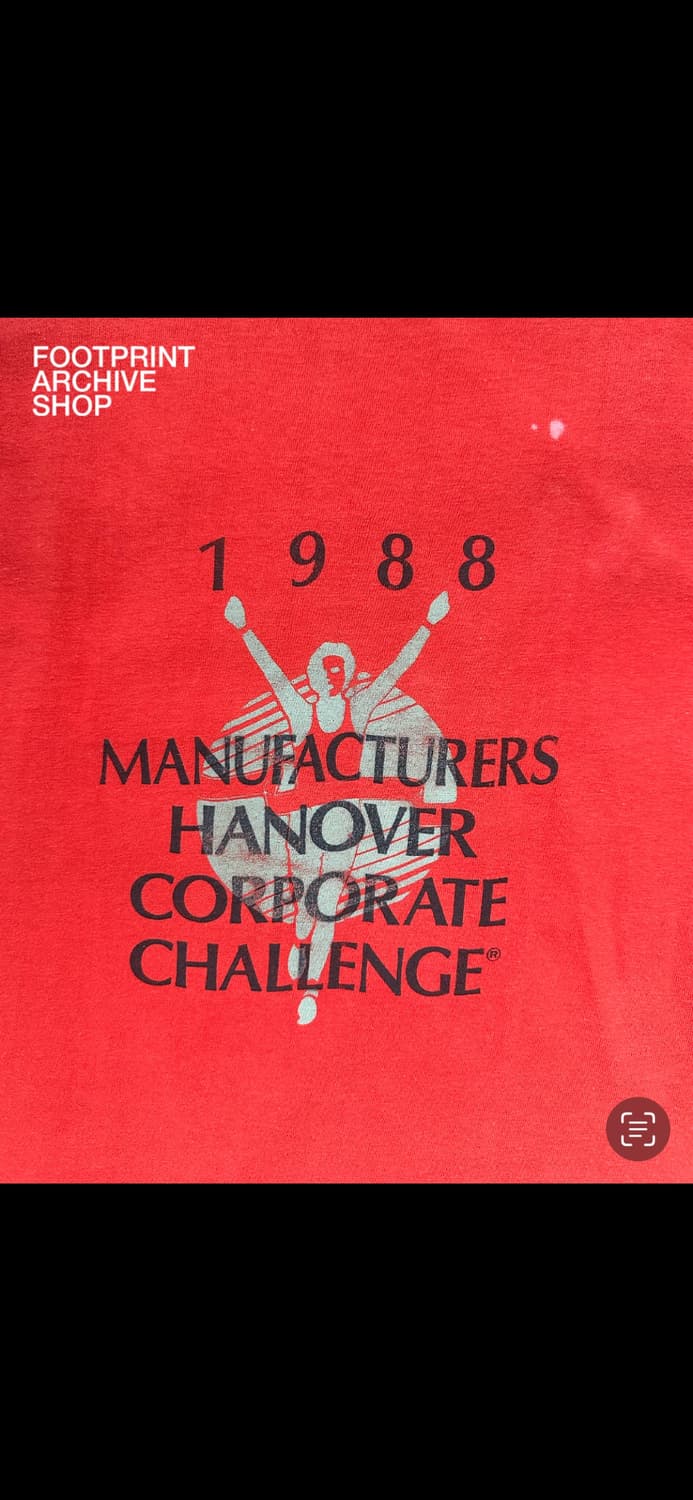 FOOTPRINT
ARCHIVE
SHOP
1988
MANUFACTURERS
HANOVER
CORPORATE
CHALLENGE®